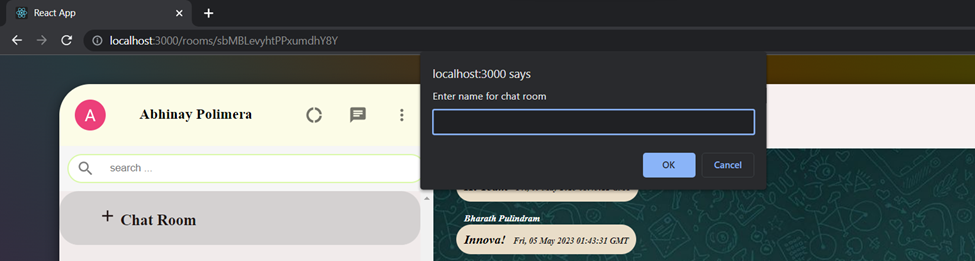 React App
localhost:3000/rooms/sbMBLevyhtPPxumdhY8Y
localhost:3000 says
Enter name for chat room
OK
Cancel
A
Abhinay Polimera
search ...
+ Chat Room
Bharath Pulindram
Innova! Fri, 05 May 2023 01:43:31 GMT